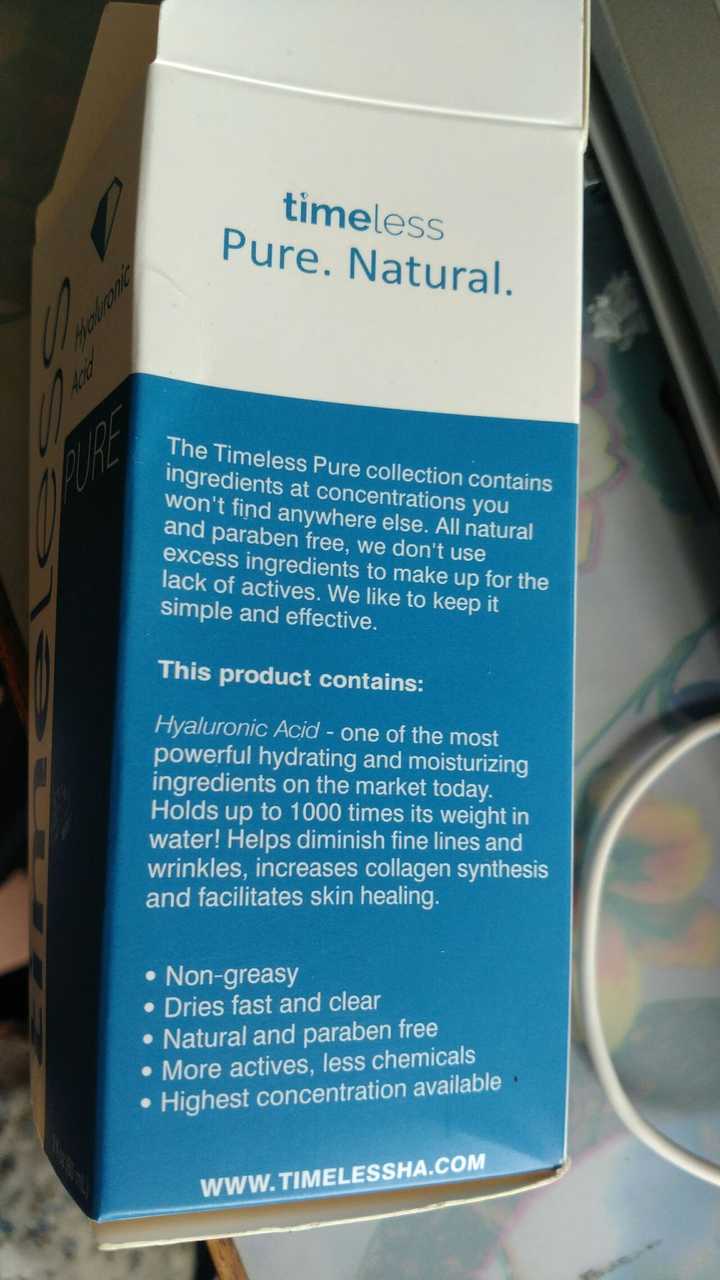 timeless
Pure. Natural.
The Timeless Pure collection contains
ingredients at concentrations you
won't find anywhere else. All natural
and paraben free, we don't use
excess ingredients to make up for the
lack of actives. We like to keep it
simple and effective.
This product contains:
Hyaluronic Acid - one of the most
powerful hydrating and moisturizing
ingredients on the market today.
Holds up to 1000 times its weight in
water! Helps diminish fine lines and
wrinkles, increases collagen synthesis
and facilitates skin healing.
• Non-greasy
• Dries fast and clear
• Natural and paraben free
• More actives, less chemicals
• Highest concentration available
WWW.TIMELESSHA.COM
timeless
Hyaluronic
Acid
PURE